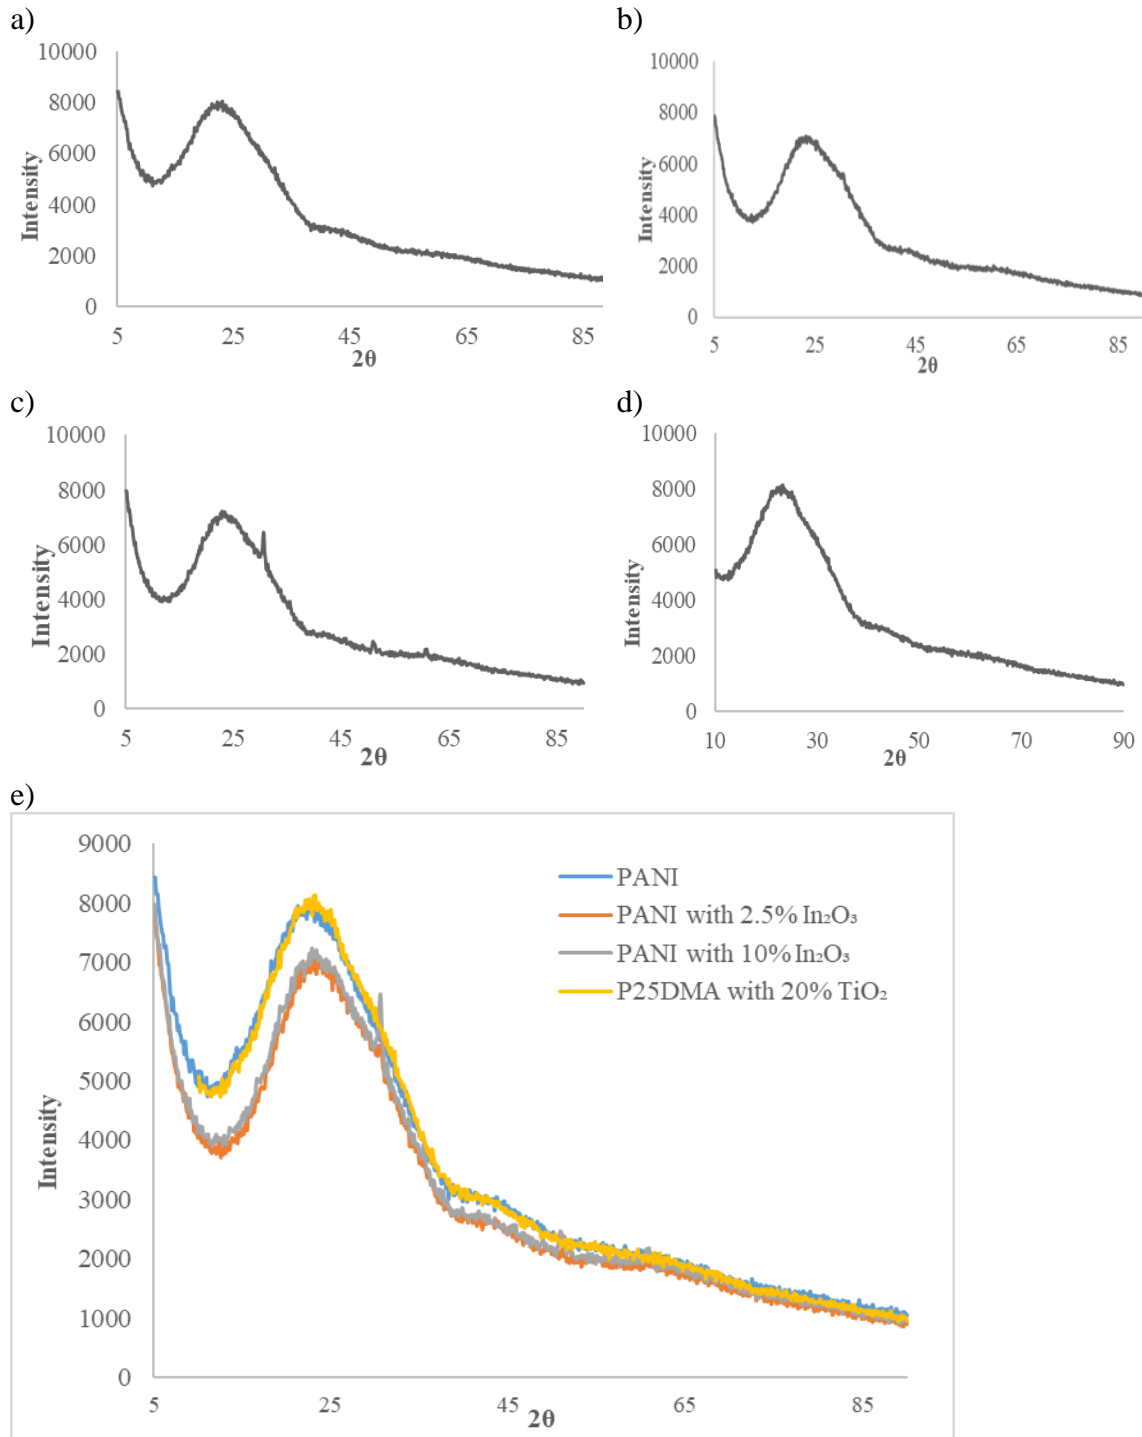 a)
10000
8000
6000
4000
2000
0
Intensity
5 25 45 65 85
2θ
b)
10000
8000
6000
4000
2000
0
Intensity
5 25 45 65 85
2θ
c)
10000
8000
6000
4000
2000
0
Intensity
5 25 45 65 85
2θ
d)
10000
8000
6000
4000
2000
0
Intensity
10 30 50 70 90
2θ
e)
9000
8000
7000
6000
5000
4000
3000
2000
1000
0
Intensity
PANI
PANI with 2.5% In₂O₃
PANI with 10% In₂O₃
P25DMA with 20% TiO₂
5 25 45 65 85
2θ